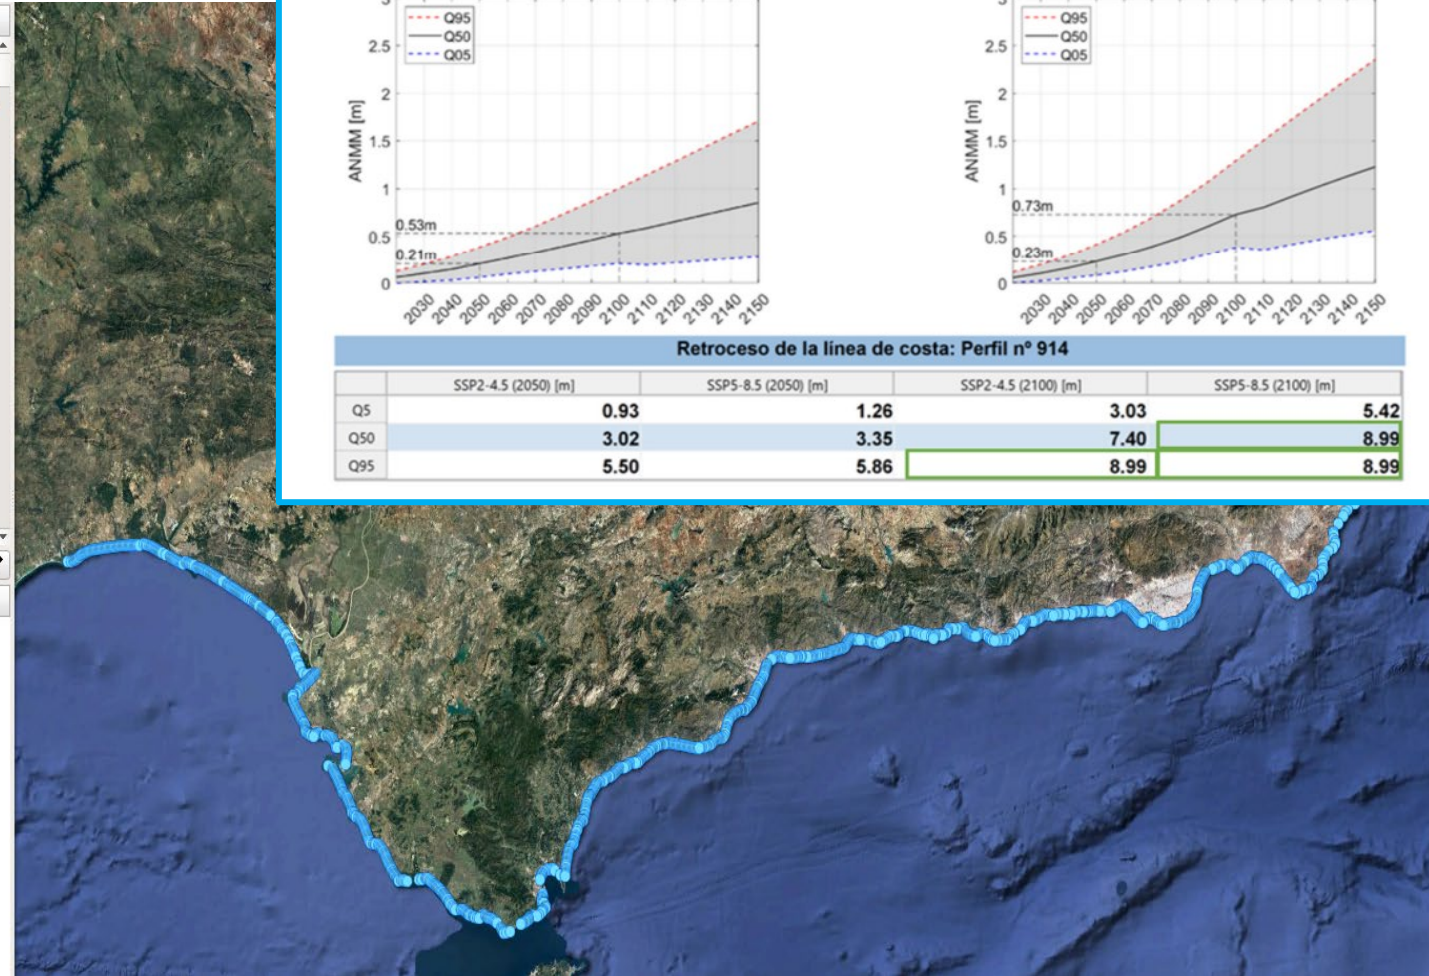 3
Q95
Q50
Q05
2.5
2
1.5
1
0.5
0
ANMM [m]
0.53m
0.21m
2030 2040 2050 2060 2070 2080 2090 2100 2110 2120 2130 2140 2150
3
Q95
Q50
Q05
2.5
2
1.5
1
0.5
0
ANMM [m]
0.73m
0.23m
2030 2040 2050 2060 2070 2080 2090 2100 2110 2120 2130 2140 2150
Retroceso de la línea de costa: Perfil nº 914
SSP2-4.5 (2050) [m] SSP5-8.5 (2050) [m] SSP2-4.5 (2100) [m] SSP5-8.5 (2100) [m]
Q5 0.93 1.26 3.03 5.42
Q50 3.02 3.35 7.40 8.99
Q95 5.50 5.86 8.99 8.99